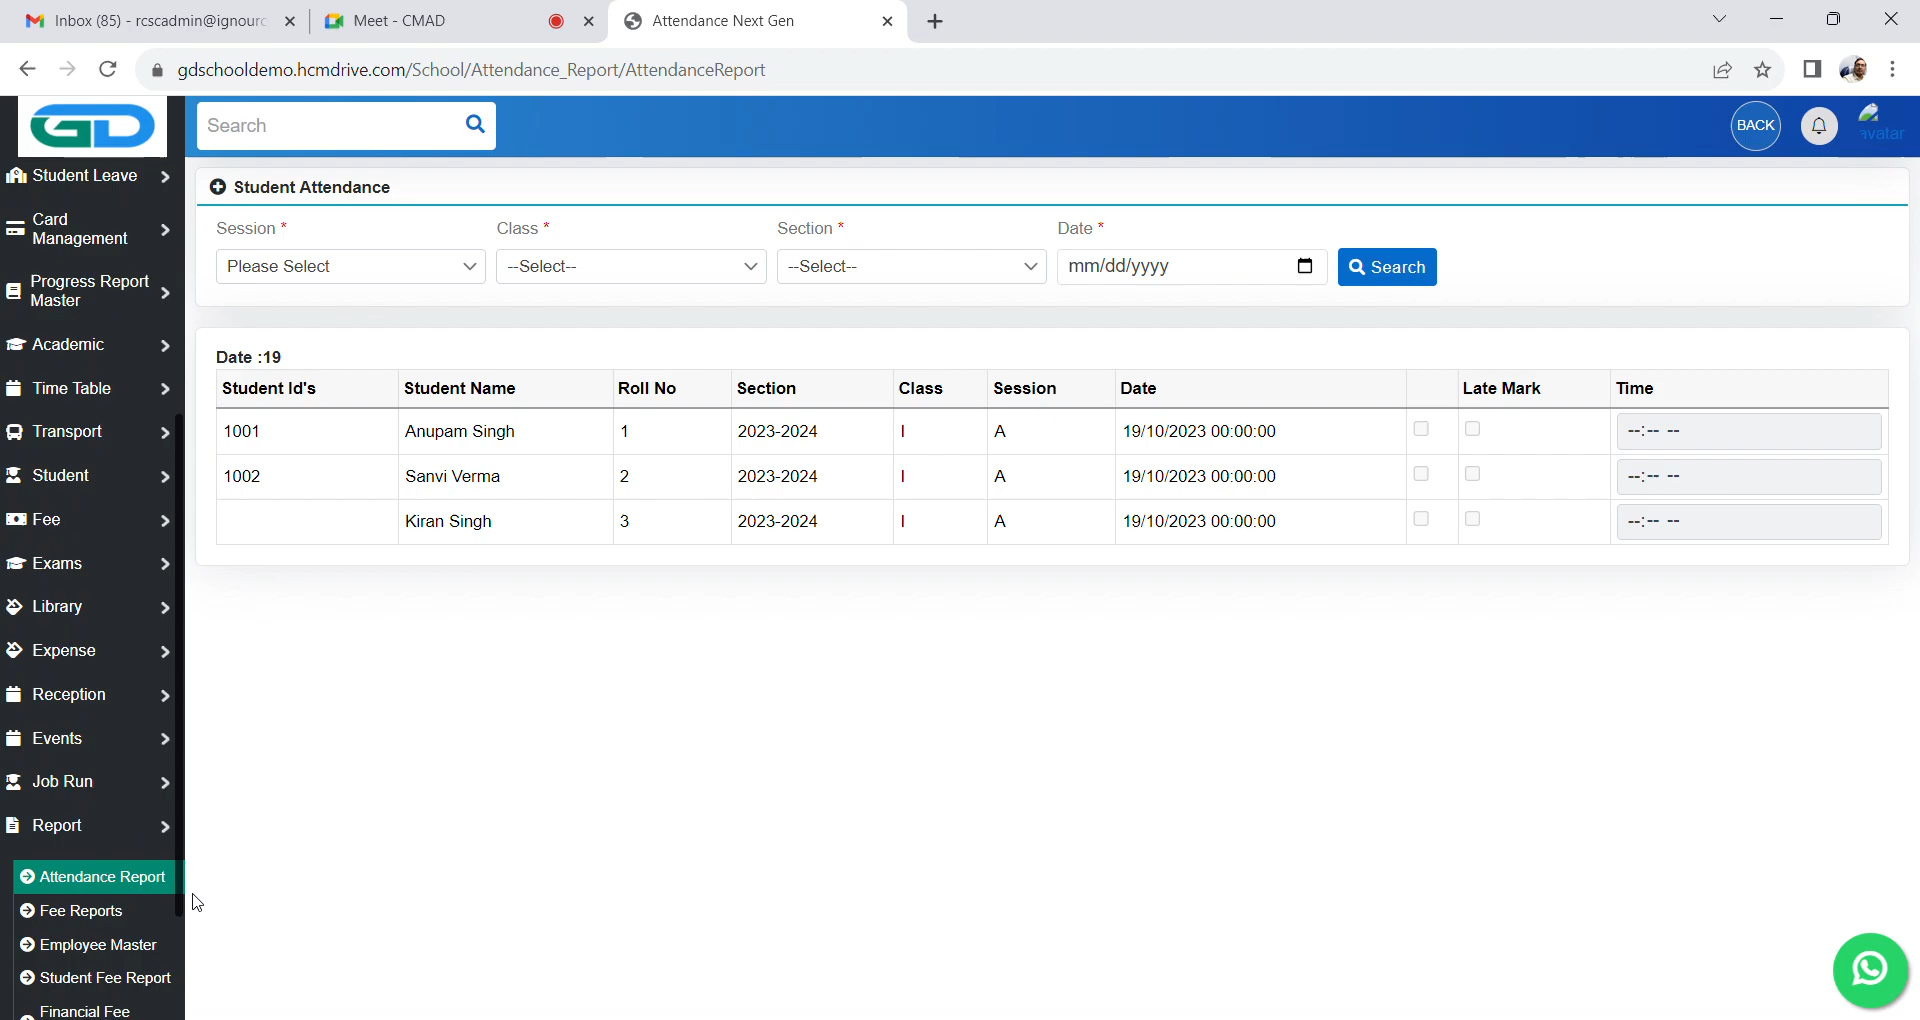 Inbox (85) - rcscadmin@ignourc
Meet - CMAD
Attendance Next Gen
gdschooldemo.hcmdrive.com/School/Attendance_Report/AttendanceReport
GD
Search
BACK
avatar
Student Leave
Card
Management
Progress Report
Master
Academic
Time Table
Transport
Student
Fee
Exams
Library
Expense
Reception
Events
Job Run
Report
Attendance Report
Fee Reports
Employee Master
Student Fee Report
Financial Fee
Student Attendance
Session * Class * Section * Date *
Please Select --Select-- --Select-- mm/dd/yyyy Search
Date :19
Student Id's Student Name Roll No Section Class Session Date Late Mark Time
1001 Anupam Singh 1 2023-2024 I A 19/10/2023 00:00:00 --:-- --
1002 Sanvi Verma 2 2023-2024 I A 19/10/2023 00:00:00 --:-- --
Kiran Singh 3 2023-2024 I A 19/10/2023 00:00:00 --:-- --